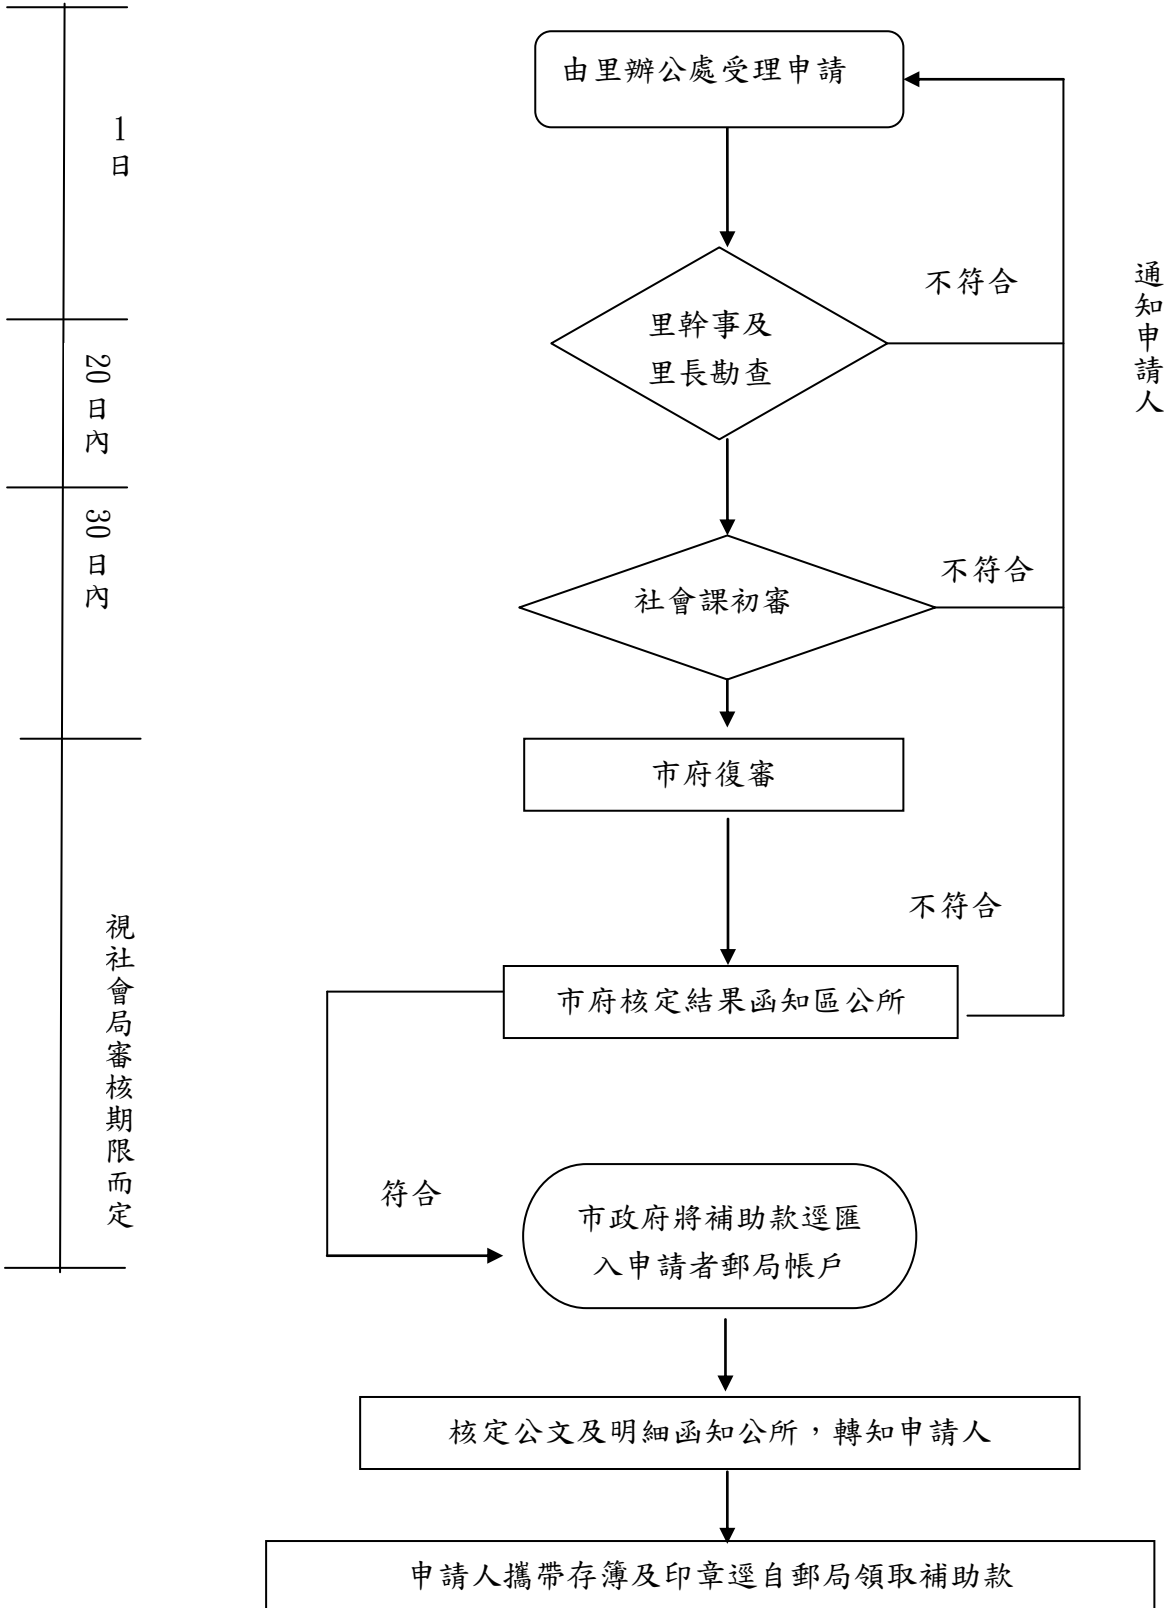 由里辦公處受理申請
1日
不符合
通知申請人
里幹事及
里長勘查
20日內
30日內
不符合
社會課初審
市府復審
不符合
視社會局審核期限而定
市府核定結果函知區公所
符合
市政府將補助款逕匯
入申請者郵局帳戶
核定公文及明細函知公所，轉知申請人
申請人攜帶存簿及印章逕自郵局領取補助款